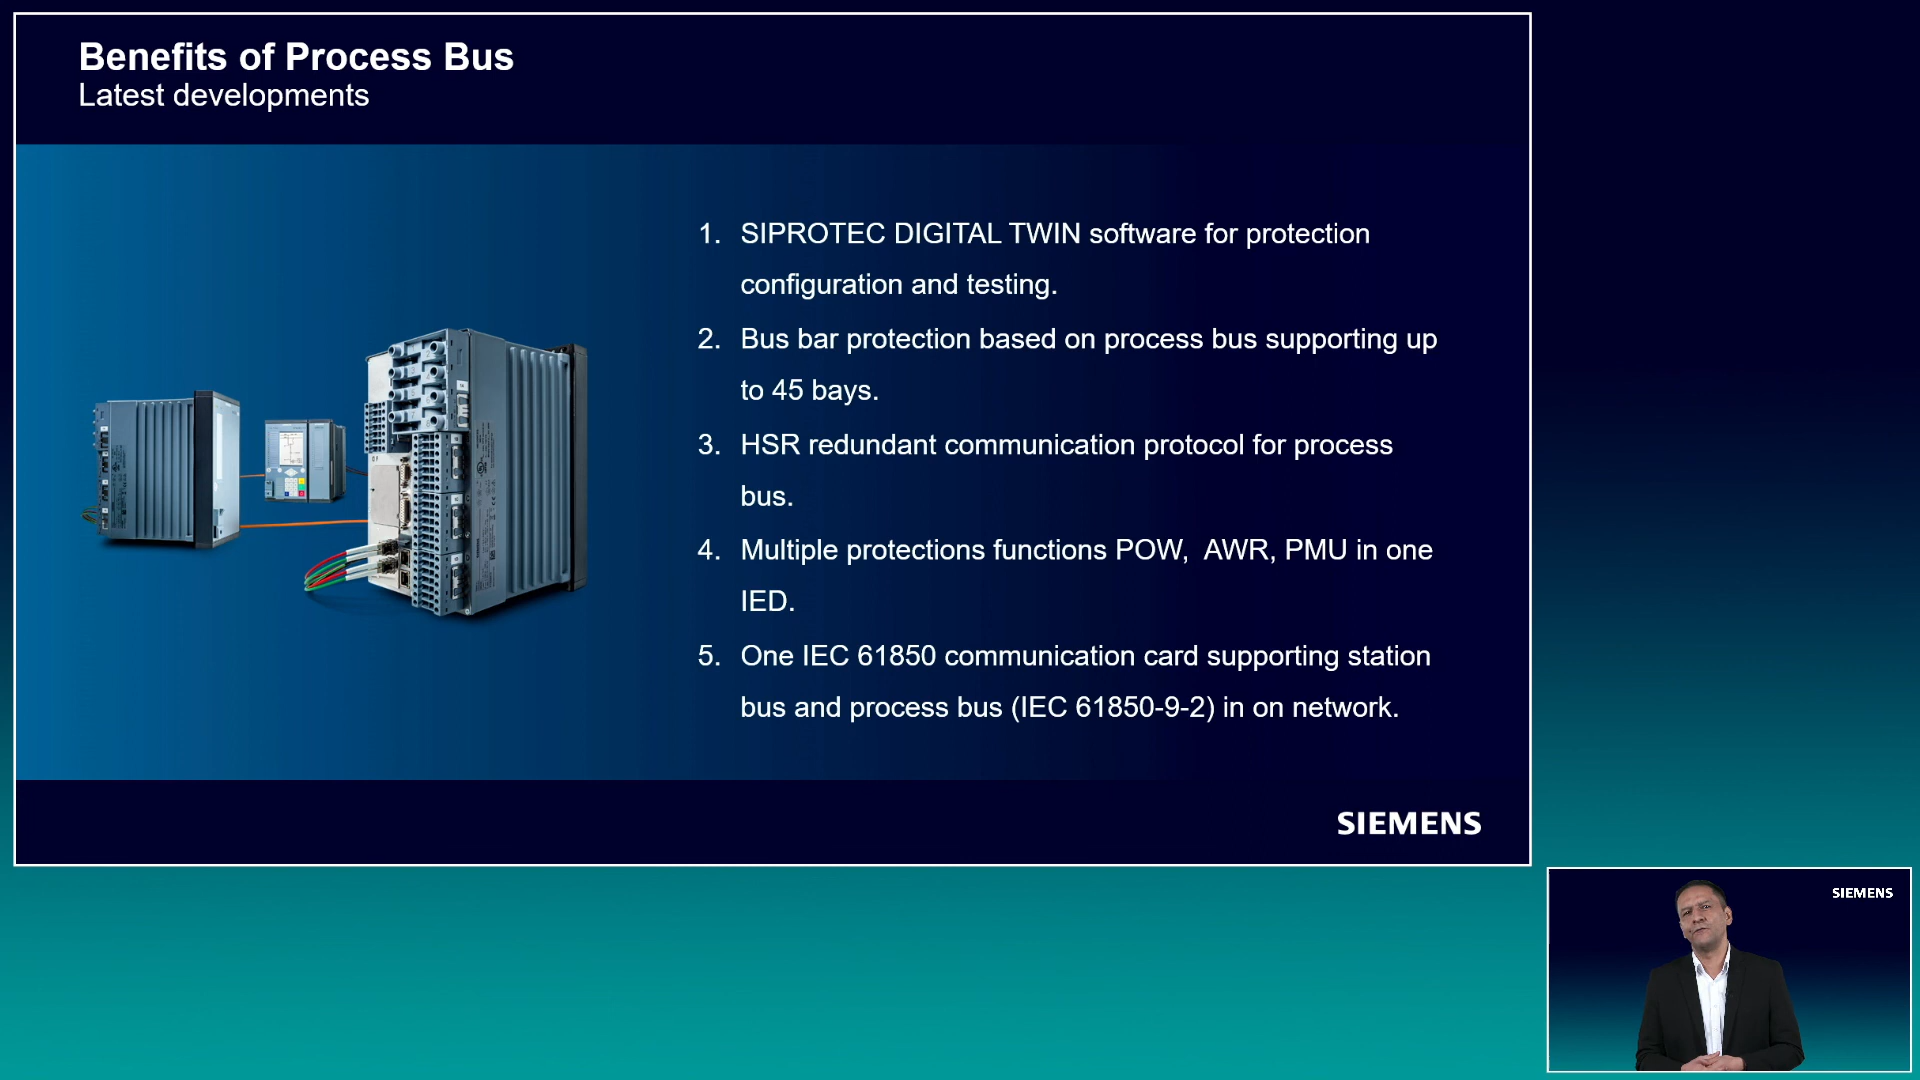 Benefits of Process Bus
Latest developments
1. SIPROTEC DIGITAL TWIN software for protection
configuration and testing.
2. Bus bar protection based on process bus supporting up
to 45 bays.
3. HSR redundant communication protocol for process
bus.
4. Multiple protections functions POW,  AWR, PMU in one
IED.
5. One IEC 61850 communication card supporting station
bus and process bus (IEC 61850-9-2) in on network.
SIEMENS
SIEMENS